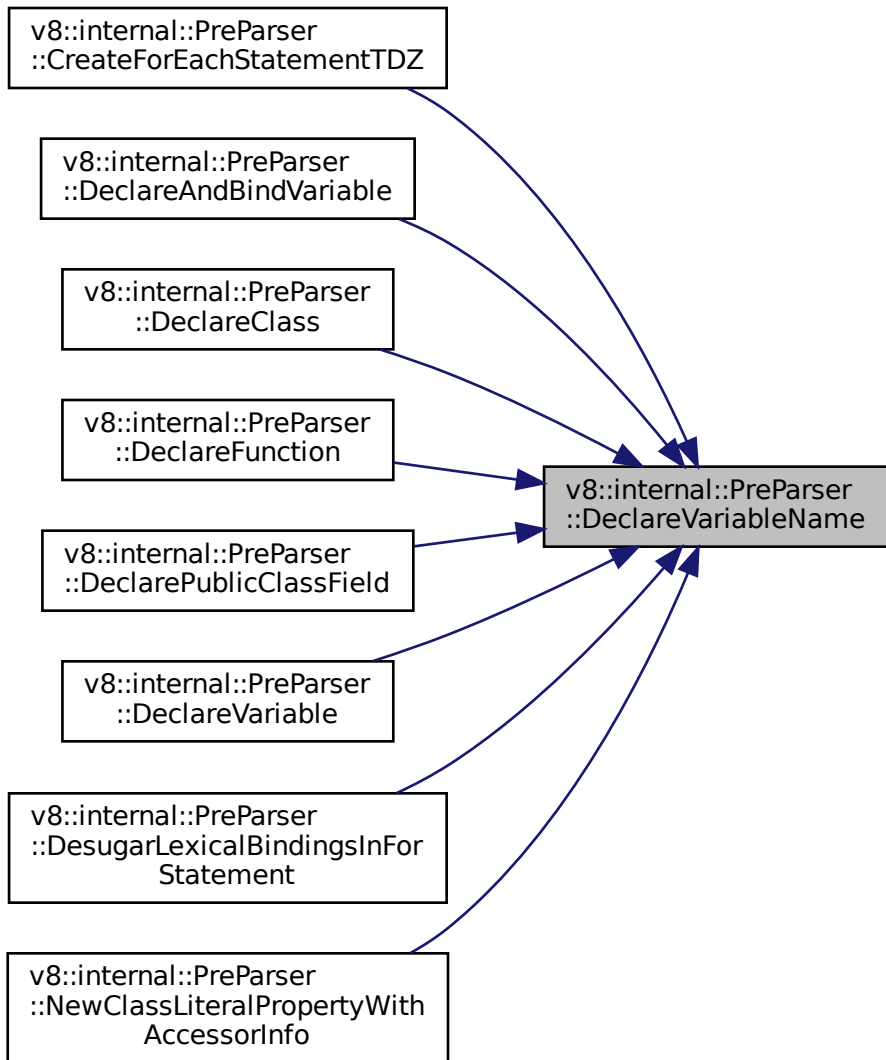 v8::internal::PreParser
::CreateForEachStatementTDZ
v8::internal::PreParser
::DeclareAndBindVariable
v8::internal::PreParser
::DeclareClass
v8::internal::PreParser
::DeclareFunction
v8::internal::PreParser
::DeclareVariableName
v8::internal::PreParser
::DeclarePublicClassField
v8::internal::PreParser
::DeclareVariable
v8::internal::PreParser
::DesugarLexicalBindingsInFor
Statement
v8::internal::PreParser
::NewClassLiteralPropertyWith
AccessorInfo